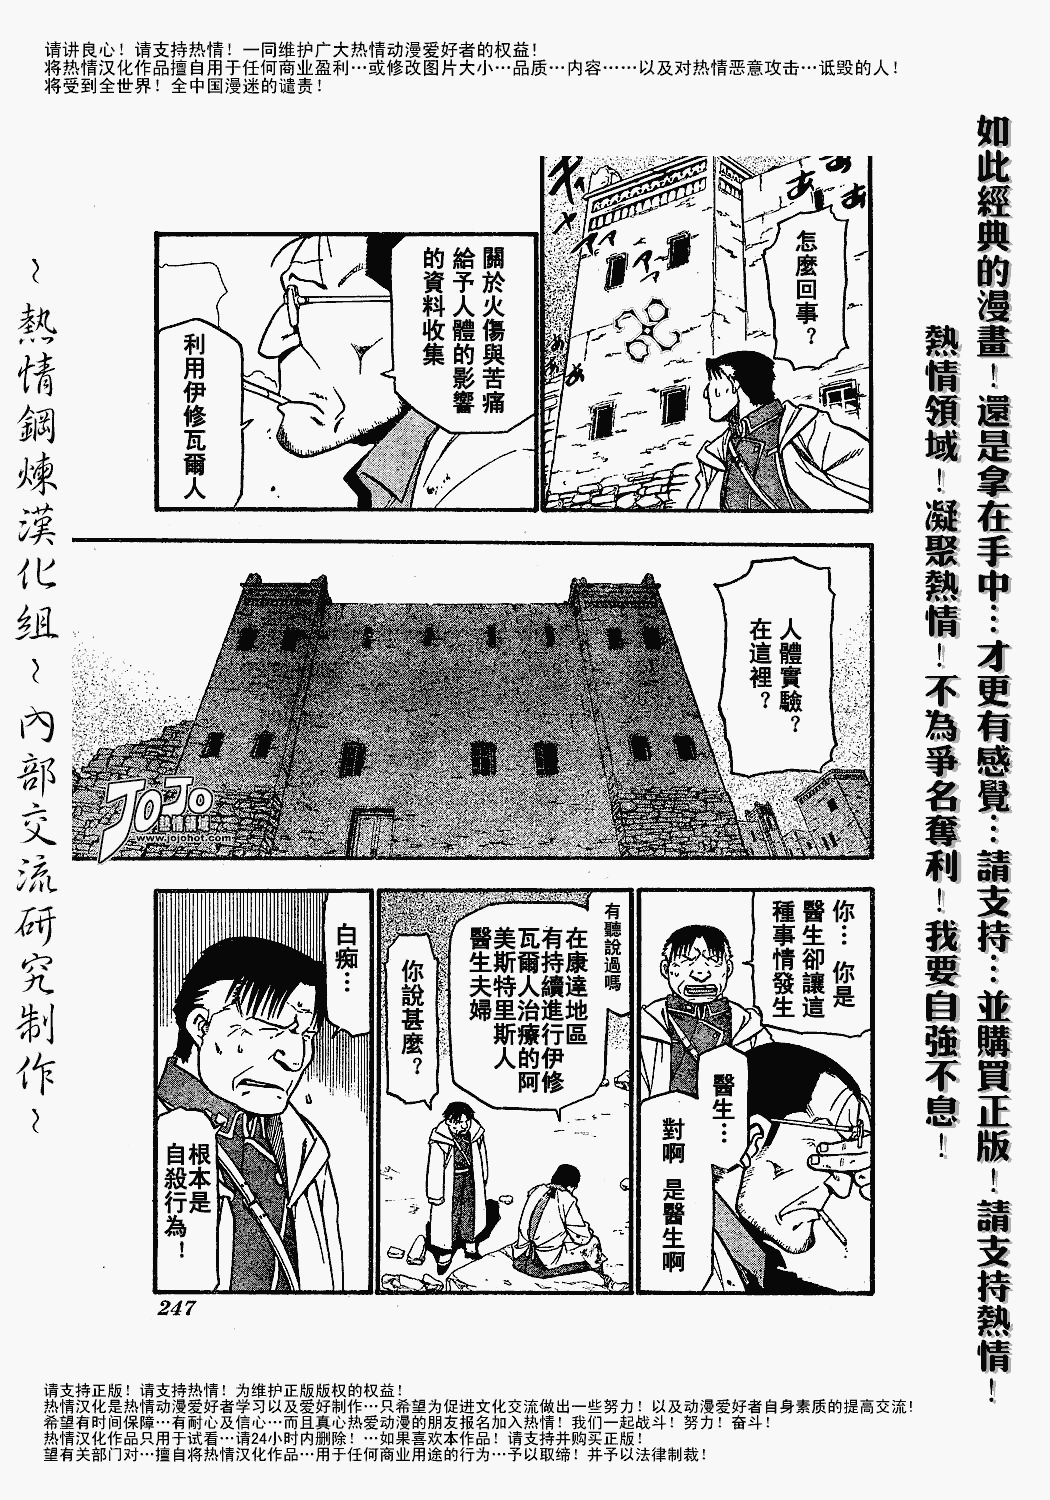 请讲良心！请支持热情！一同维护广大热情动漫爱好者的权益！
将热情汉化作品擅自用于任何商业盈利…或修改图片大小…品质…内容……以及对热情恶意攻击…诋毁的人！
将受到全世界！全中国漫迷的谴责！
如此經典的漫畫！還是拿在手中…才更有感覺…請支持…並購買正版！請支持熱情！
熱情領域！凝聚熱情！不為爭名奪利！我要自強不息！
～熱情鋼煉漢化組～內部交流研究制作～
怎麼回事？
關於火傷與苦痛
給予人體的影響
的資料收集
利用伊修瓦爾人
人體實驗？
在這裡？
JOJO
熱情領域
www.jojohot.com
你… 你是
醫生卻讓這
種事情發生
醫生…
對啊 是醫生啊
有聽說過嗎
在康達地區
有持續進行伊修
瓦爾人治療的阿
美斯特里斯人
醫生夫婦
你說甚麼？
白痴…
根本是
自殺行為！
247
请支持正版！请支持热情！为维护正版版权的权益！
热情汉化是热情动漫爱好者学习以及爱好制作…只希望为促进文化交流做出一些努力！以及动漫爱好者自身素质的提高交流！
希望有时间保障…有耐心及信心…而且真心热爱动漫的朋友报名加入热情！我们一起战斗！努力！奋斗！
热情汉化作品只用于试看…请24小时内删除！…如果喜欢本作品！请支持并购买正版！
望有关部门对…擅自将热情汉化作品…用于任何商业用途的行为…予以取缔！并予以法律制裁！